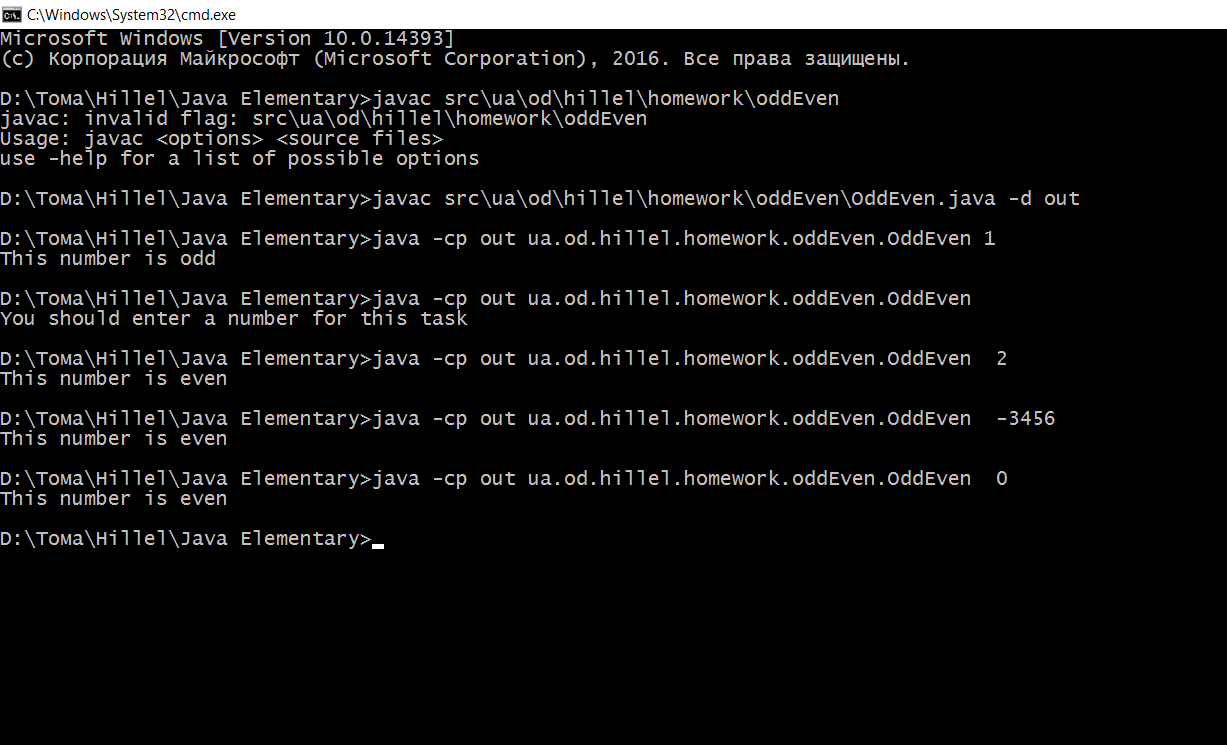 C:\Windows\System32\cmd.exe
Microsoft Windows [Version 10.0.14393]
(c) Корпорация Майкрософт (Microsoft Corporation), 2016. Все права защищены.
D:\Тома\Hillel\Java Elementary>javac src\ua\od\hillel\homework\oddEven
javac: invalid flag: src\ua\od\hillel\homework\oddEven
Usage: javac <options> <source files>
use -help for a list of possible options
D:\Тома\Hillel\Java Elementary>javac src\ua\od\hillel\homework\oddEven\OddEven.java -d out
D:\Тома\Hillel\Java Elementary>java -cp out ua.od.hillel.homework.oddEven.OddEven 1
This number is odd
D:\Тома\Hillel\Java Elementary>java -cp out ua.od.hillel.homework.oddEven.OddEven
You should enter a number for this task
D:\Тома\Hillel\Java Elementary>java -cp out ua.od.hillel.homework.oddEven.OddEven  2
This number is even
D:\Тома\Hillel\Java Elementary>java -cp out ua.od.hillel.homework.oddEven.OddEven  -3456
This number is even
D:\Тома\Hillel\Java Elementary>java -cp out ua.od.hillel.homework.oddEven.OddEven  0
This number is even
D:\Тома\Hillel\Java Elementary>